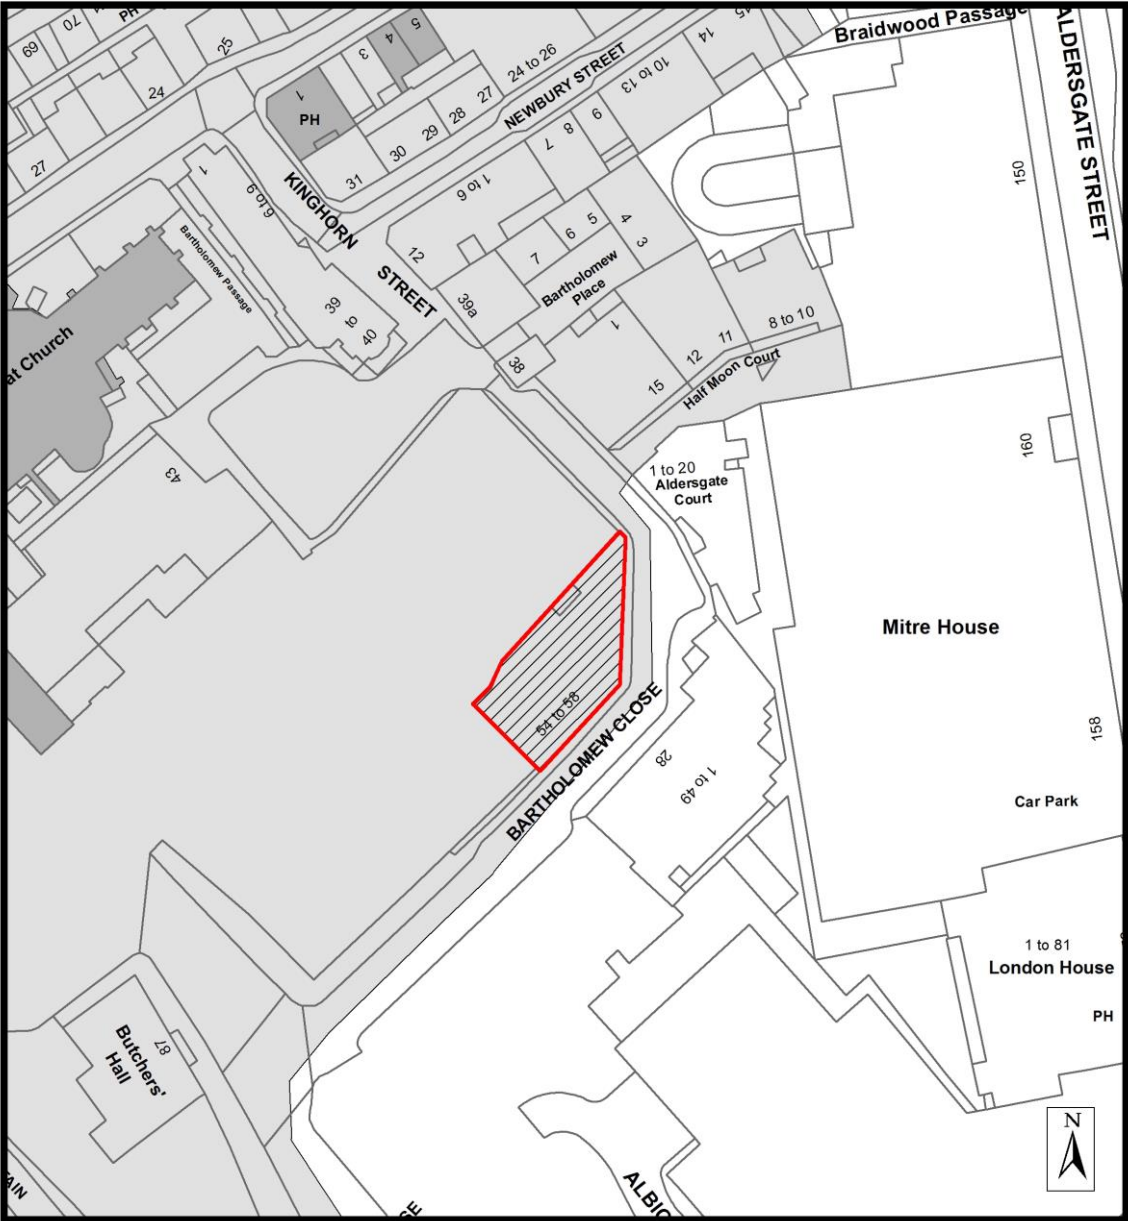 69
70
PH
25
3
4
5
24 to 26
14
15
Braidwood Passage
ALDERSGATE STREET
24
1
PH
27
28
29
30
31
NEWBURY STREET
10 to 13
9
8
7
27
1
6 to 9
KINGHORN
STREET
1 to 6
150
Bartholomew Passage
12
7
6
5
4
3
Bartholomew
Place
39
to
40
39a
38
1
15
12
11
8 to 10
Half Moon Court
at Church
43
1 to 20
Aldersgate
Court
160
Mitre House
54 to 58
BARTHOLOMEW CLOSE
28
1 to 49
158
Car Park
1 to 81
London House
PH
Butchers'
Hall
87
N
TAIN
SE
ALBIO